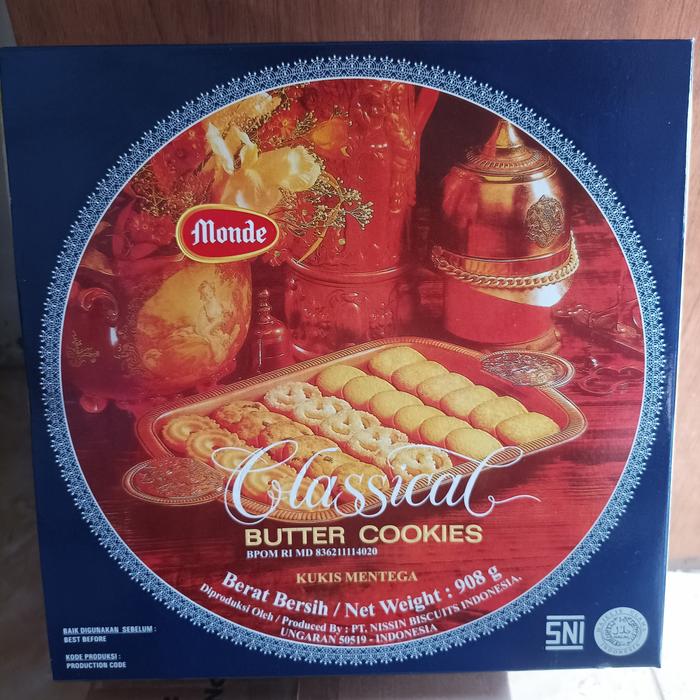 Monde
Classical
BUTTER COOKIES
BPOM RI MD 836211114020
KUKIS MENTEGA
Berat Bersih / Net Weight : 908 g
Diproduksi Oleh / Produced By : PT. NISSIN BISCUITS INDONESIA,
UNGARAN 50519 - INDONESIA
BAIK DIGUNAKAN SEBELUM :
BEST BEFORE
KODE PRODUKSI :
PRODUCTION CODE
SNI